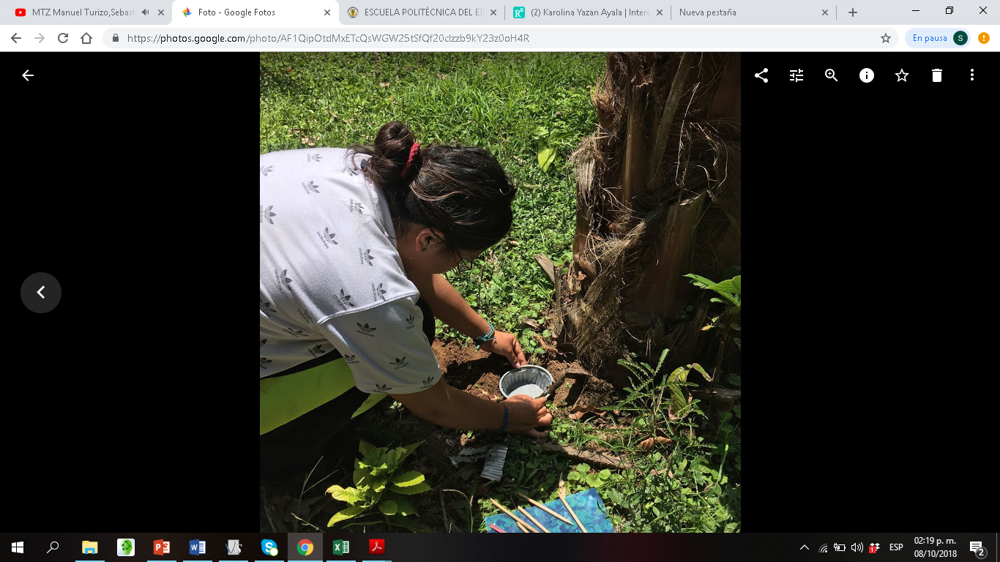 MTZ Manuel Turizo,Sebast
Foto - Google Fotos
ESCUELA POLITÉCNICA DEL EJ
(2) Karolina Yazan Ayala | Inter
Nueva pestaña
https://photos.google.com/photo/AF1QipOtdMxETcQsWGW25tSfQf20clzzb9kY23z0oH4R
En pausa
S
adidas
ESP
02:19 p. m.
08/10/2018
2